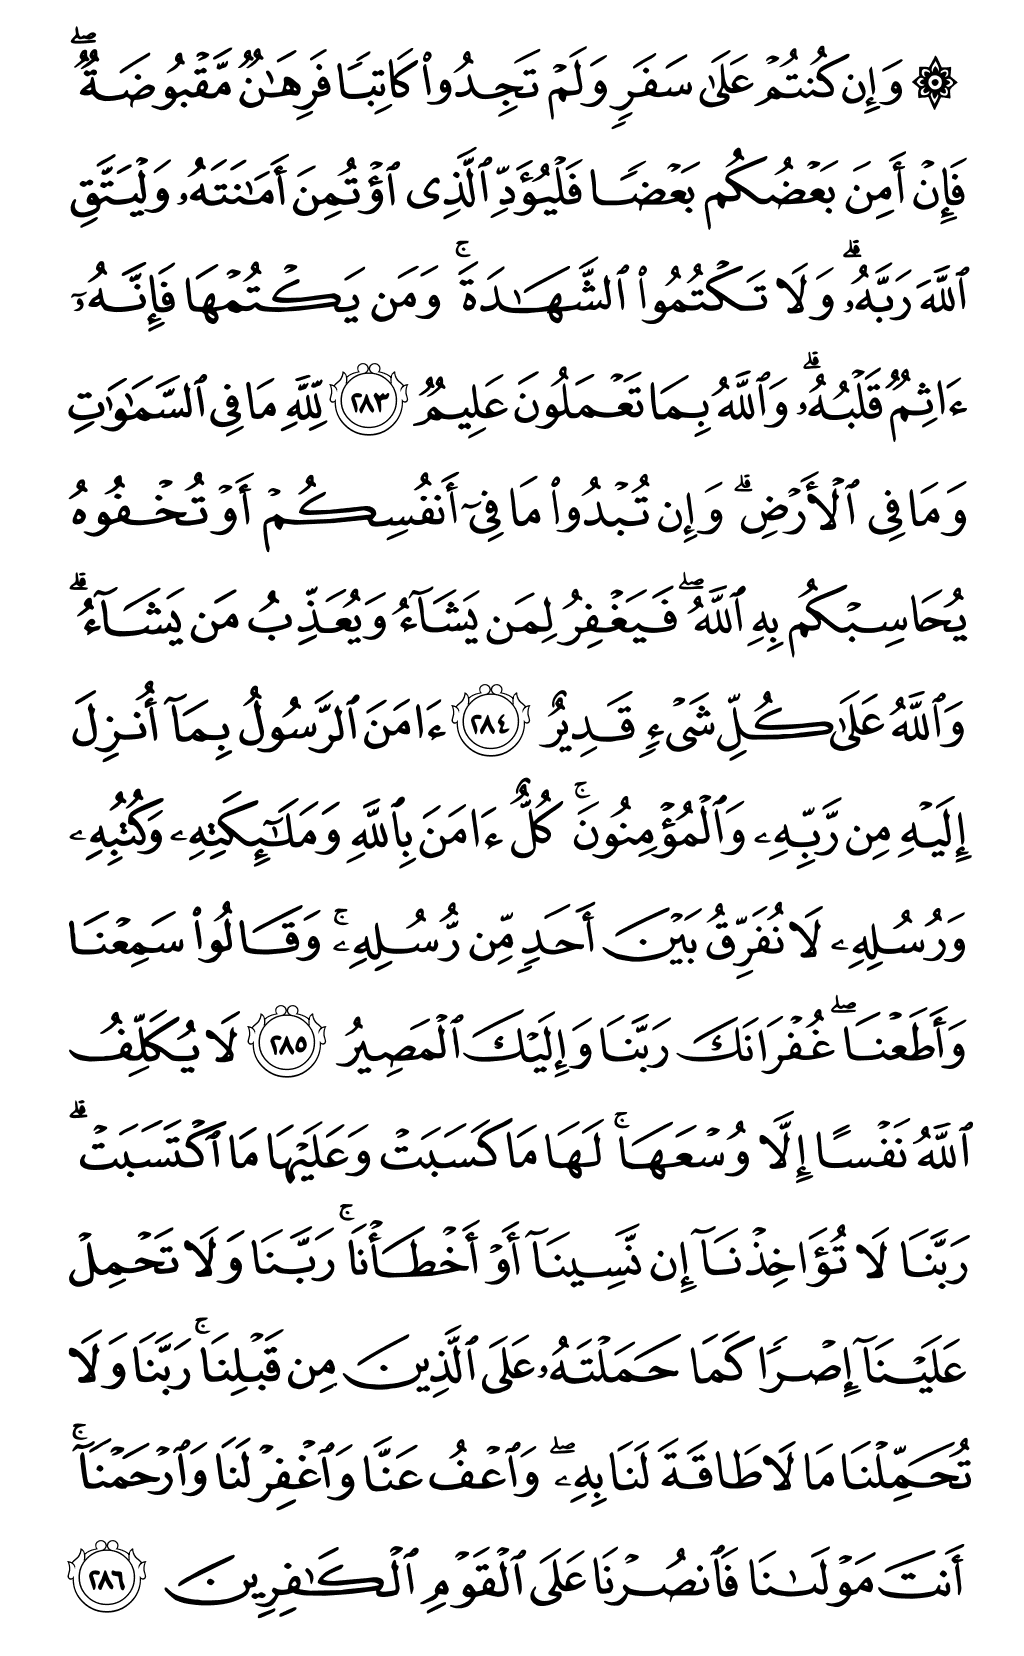 ۞ وَإِن كُنتُمۡ عَلَىٰ سَفَرٖ وَلَمۡ تَجِدُواْ كَاتِبٗا فَرِهَٰنٞ مَّقۡبُوضَةٞۖ
فَإِنۡ أَمِنَ بَعۡضُكُم بَعۡضٗا فَلۡيُؤَدِّ ٱلَّذِي ٱؤۡتُمِنَ أَمَٰنَتَهُۥ وَلۡيَتَّقِ
ٱللَّهَ رَبَّهُۥۗ وَلَا تَكۡتُمُواْ ٱلشَّهَٰدَةَۚ وَمَن يَكۡتُمۡهَا فَإِنَّهُۥٓ
ءَاثِمٞ قَلۡبُهُۥۗ وَٱللَّهُ بِمَا تَعۡمَلُونَ عَلِيمٞ ٢٨٣ لِّلَّهِ مَا فِي ٱلسَّمَٰوَٰتِ
وَمَا فِي ٱلۡأَرۡضِۗ وَإِن تُبۡدُواْ مَا فِيٓ أَنفُسِكُمۡ أَوۡ تُخۡفُوهُ
يُحَاسِبۡكُم بِهِ ٱللَّهُۖ فَيَغۡفِرُ لِمَن يَشَآءُ وَيُعَذِّبُ مَن يَشَآءُۗ
وَٱللَّهُ عَلَىٰ كُلِّ شَيۡءٖ قَدِيرٌ ٢٨٤ ءَامَنَ ٱلرَّسُولُ بِمَآ أُنزِلَ
إِلَيۡهِ مِن رَّبِّهِۦ وَٱلۡمُؤۡمِنُونَۚ كُلٌّ ءَامَنَ بِٱللَّهِ وَمَلَٰٓئِكَتِهِۦ وَكُتُبِهِۦ
وَرُسُلِهِۦ لَا نُفَرِّقُ بَيۡنَ أَحَدٖ مِّن رُّسُلِهِۦۚ وَقَالُواْ سَمِعۡنَا
وَأَطَعۡنَاۖ غُفۡرَانَكَ رَبَّنَا وَإِلَيۡكَ ٱلۡمَصِيرُ ٢٨٥ لَا يُكَلِّفُ
ٱللَّهُ نَفۡسًا إِلَّا وُسۡعَهَاۚ لَهَا مَا كَسَبَتۡ وَعَلَيۡهَا مَا ٱكۡتَسَبَتۡۗ
رَبَّنَا لَا تُؤَاخِذۡنَآ إِن نَّسِينَآ أَوۡ أَخۡطَأۡنَاۚ رَبَّنَا وَلَا تَحۡمِلۡ
عَلَيۡنَآ إِصۡرٗا كَمَا حَمَلۡتَهُۥ عَلَى ٱلَّذِينَ مِن قَبۡلِنَاۚ رَبَّنَا وَلَا
تُحَمِّلۡنَا مَا لَا طَاقَةَ لَنَا بِهِۦۖ وَٱعۡفُ عَنَّا وَٱغۡفِرۡ لَنَا وَٱرۡحَمۡنَآۚ
أَنتَ مَوۡلَىٰنَا فَٱنصُرۡنَا عَلَى ٱلۡقَوۡمِ ٱلۡكَٰفِرِينَ ٢٨٦